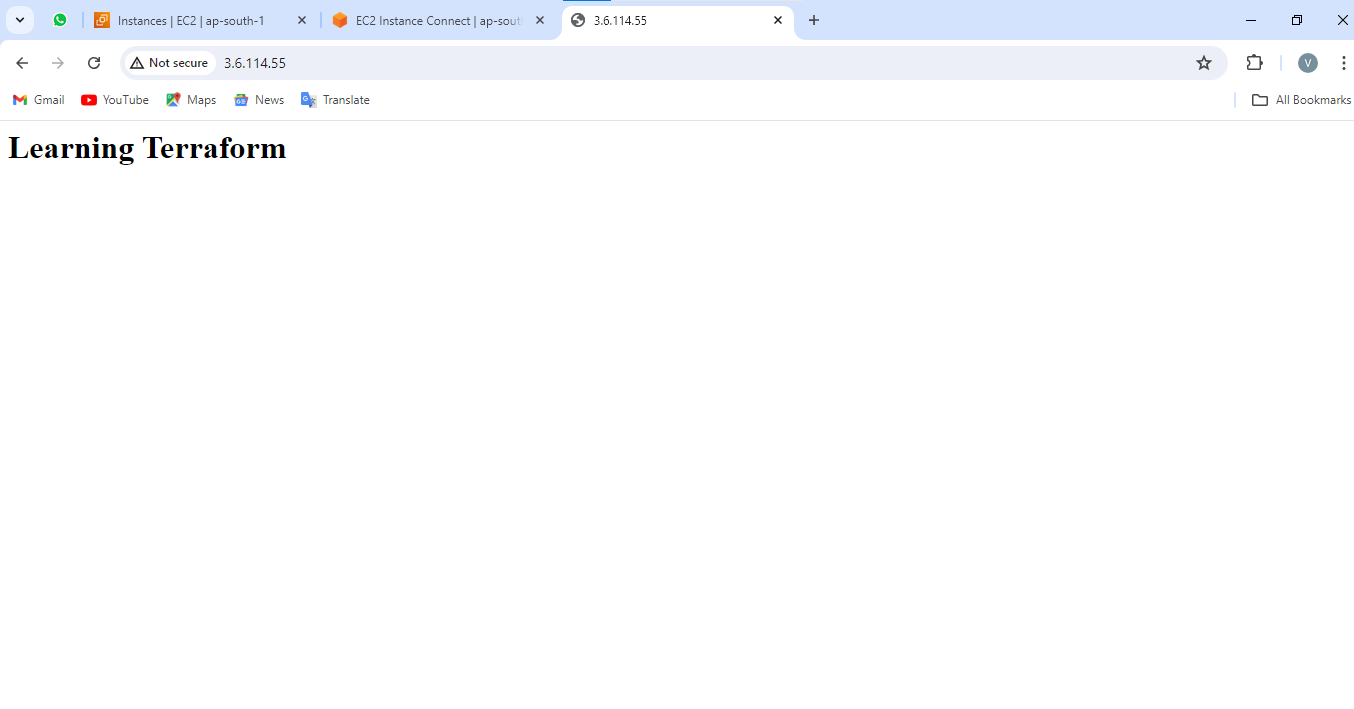 Instances | EC2 | ap-south-1
EC2 Instance Connect | ap-sout
3.6.114.55
Not secure
3.6.114.55
V
Gmail
YouTube
Maps
News
Translate
All Bookmarks
Learning Terraform